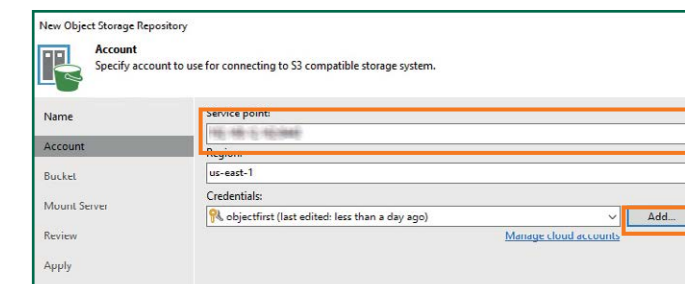 New Object Storage Repository
Account
Specify account to use for connecting to S3 compatible storage system.
Name
Service point:
Account
Region:
us-east-1
Bucket
Credentials:
Mount Server
objectfirst (last edited: less than a day ago)
Add...
Manage cloud accounts
Review
Apply